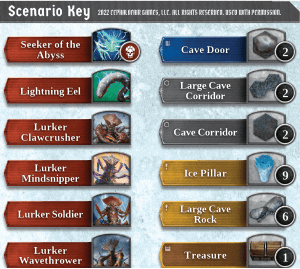 Scenario Key
2022 CEPHALOFAIR GAMES, LLC. ALL RIGHTS RESERVED. USED WITH PERMISSION.
Seeker of the
Abyss
Lightning Eel
Lurker
Clawcrusher
Lurker
Mindsnipper
Lurker Soldier
Lurker
Wavethrower
Cave Door
2
Large Cave
Corridor
2
Cave Corridor
2
Ice Pillar
9
Large Cave
Rock
6
Treasure
1